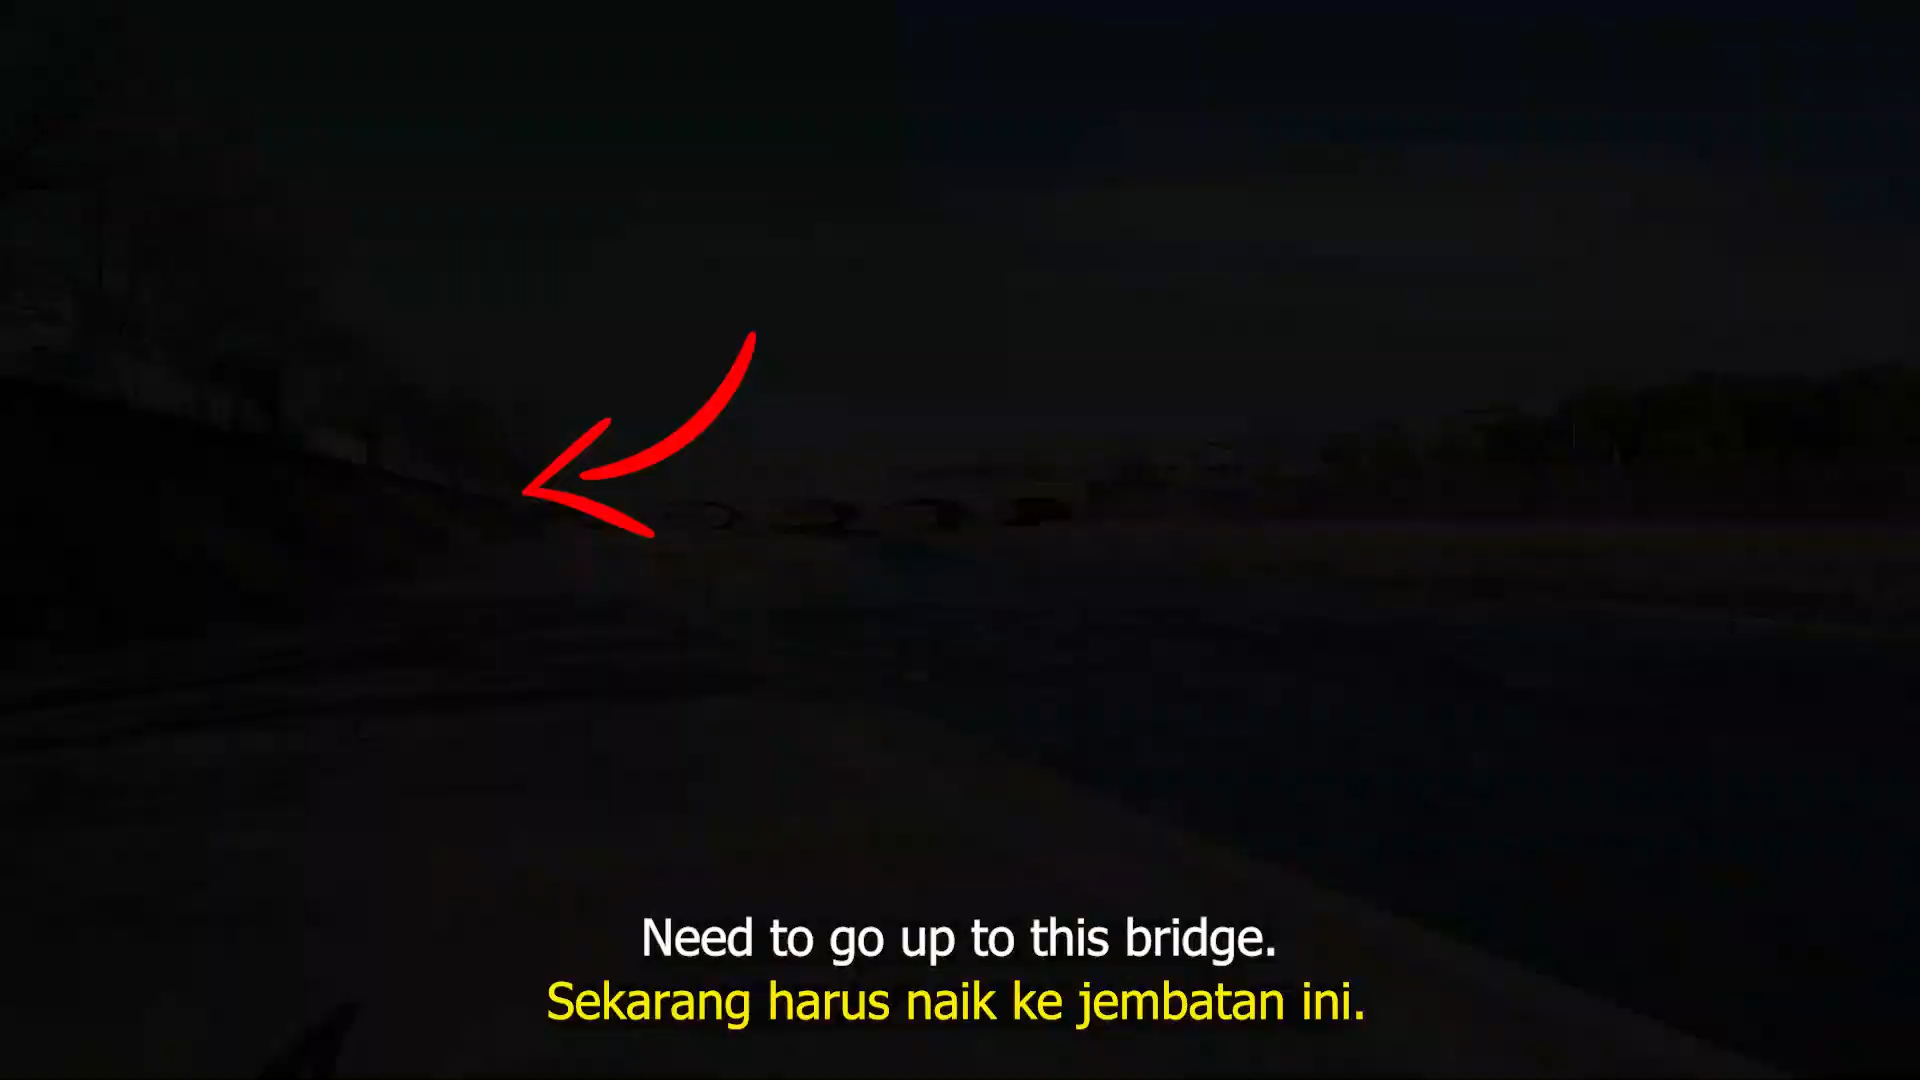 Need to go up to this bridge.
Sekarang harus naik ke jembatan ini.